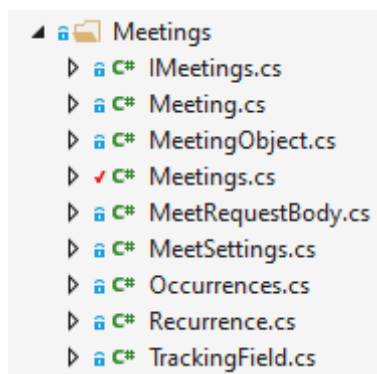 Meetings
C# IMeetings.cs
C# Meeting.cs
C# MeetingObject.cs
C# Meetings.cs
C# MeetRequestBody.cs
C# MeetSettings.cs
C# Occurrences.cs
C# Recurrence.cs
C# TrackingField.cs